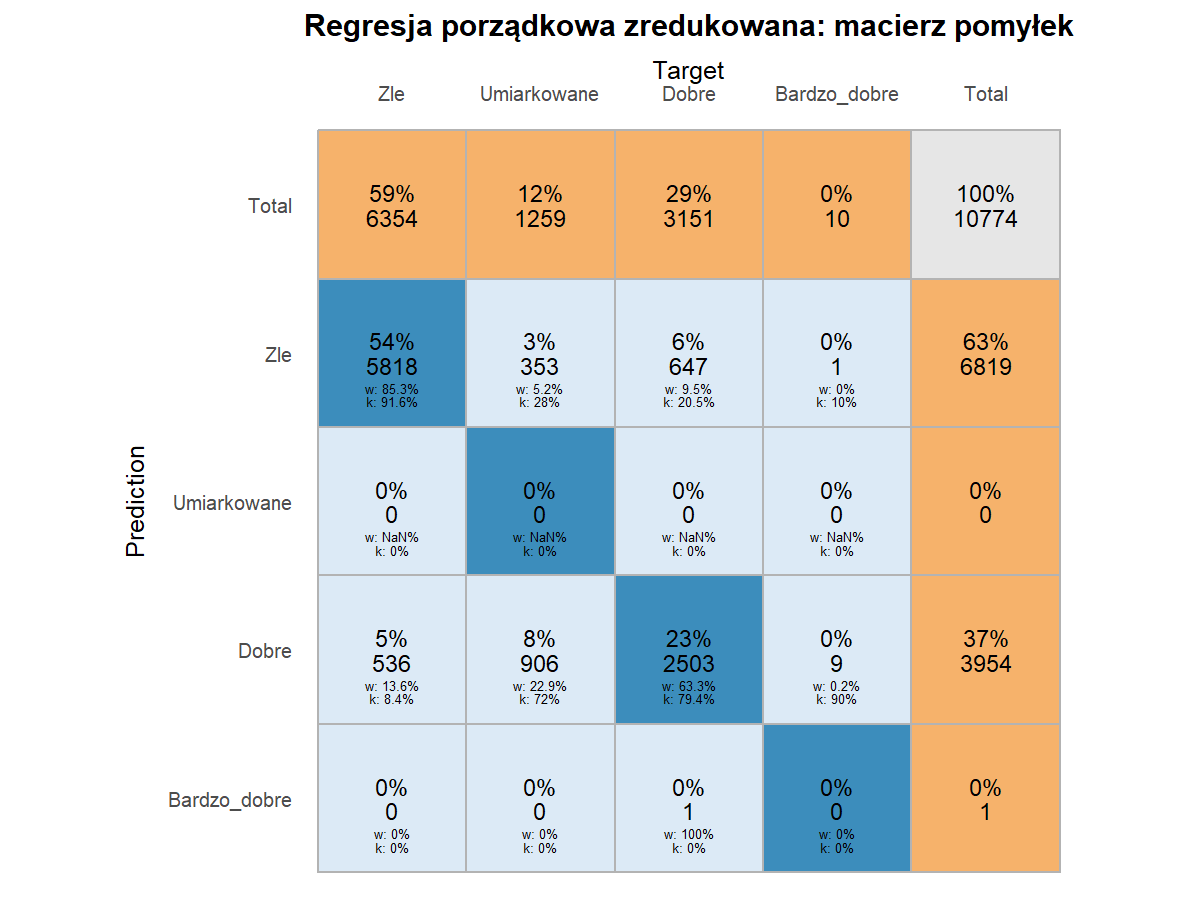 Regresja porządkowa zredukowana: macierz pomyłek
Target
Zle Umiarkowane Dobre Bardzo_dobre Total
Total
59% 12% 29% 0% 100%
6354 1259 3151 10 10774
Zle
54% 3% 6% 0% 63%
5818 353 647 1 6819
w: 85.3% w: 5.2% w: 9.5% w: 0%
k: 91.6% k: 28% k: 20.5% k: 10%
Prediction
Umiarkowane
0% 0% 0% 0% 0%
0 0 0 0 0
w: NaN% w: NaN% w: NaN% w: NaN%
k: 0% k: 0% k: 0% k: 0%
Dobre
5% 8% 23% 0% 37%
536 906 2503 9 3954
w: 13.6% w: 22.9% w: 63.3% w: 0.2%
k: 8.4% k: 72% k: 79.4% k: 90%
Bardzo_dobre
0% 0% 0% 0% 0%
0 0 1 0 1
w: 0% w: 0% w: 100% w: 0%
k: 0% k: 0% k: 0% k: 0%